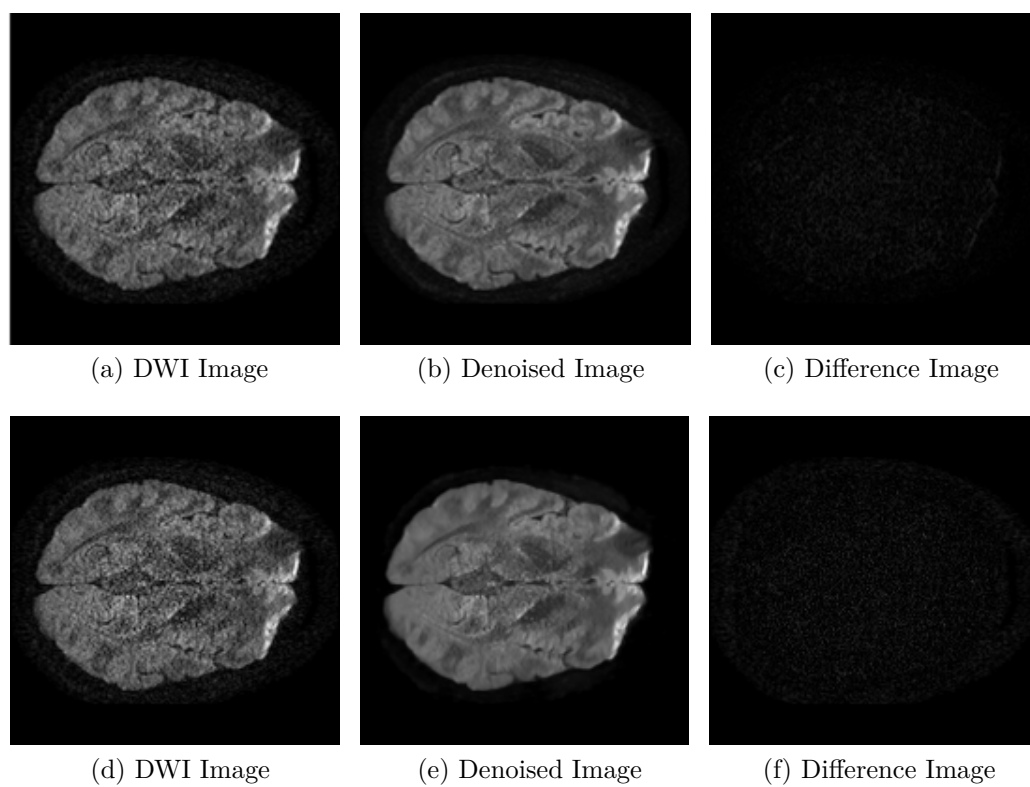 (a) DWI Image
(b) Denoised Image
(c) Difference Image
(d) DWI Image
(e) Denoised Image
(f) Difference Image